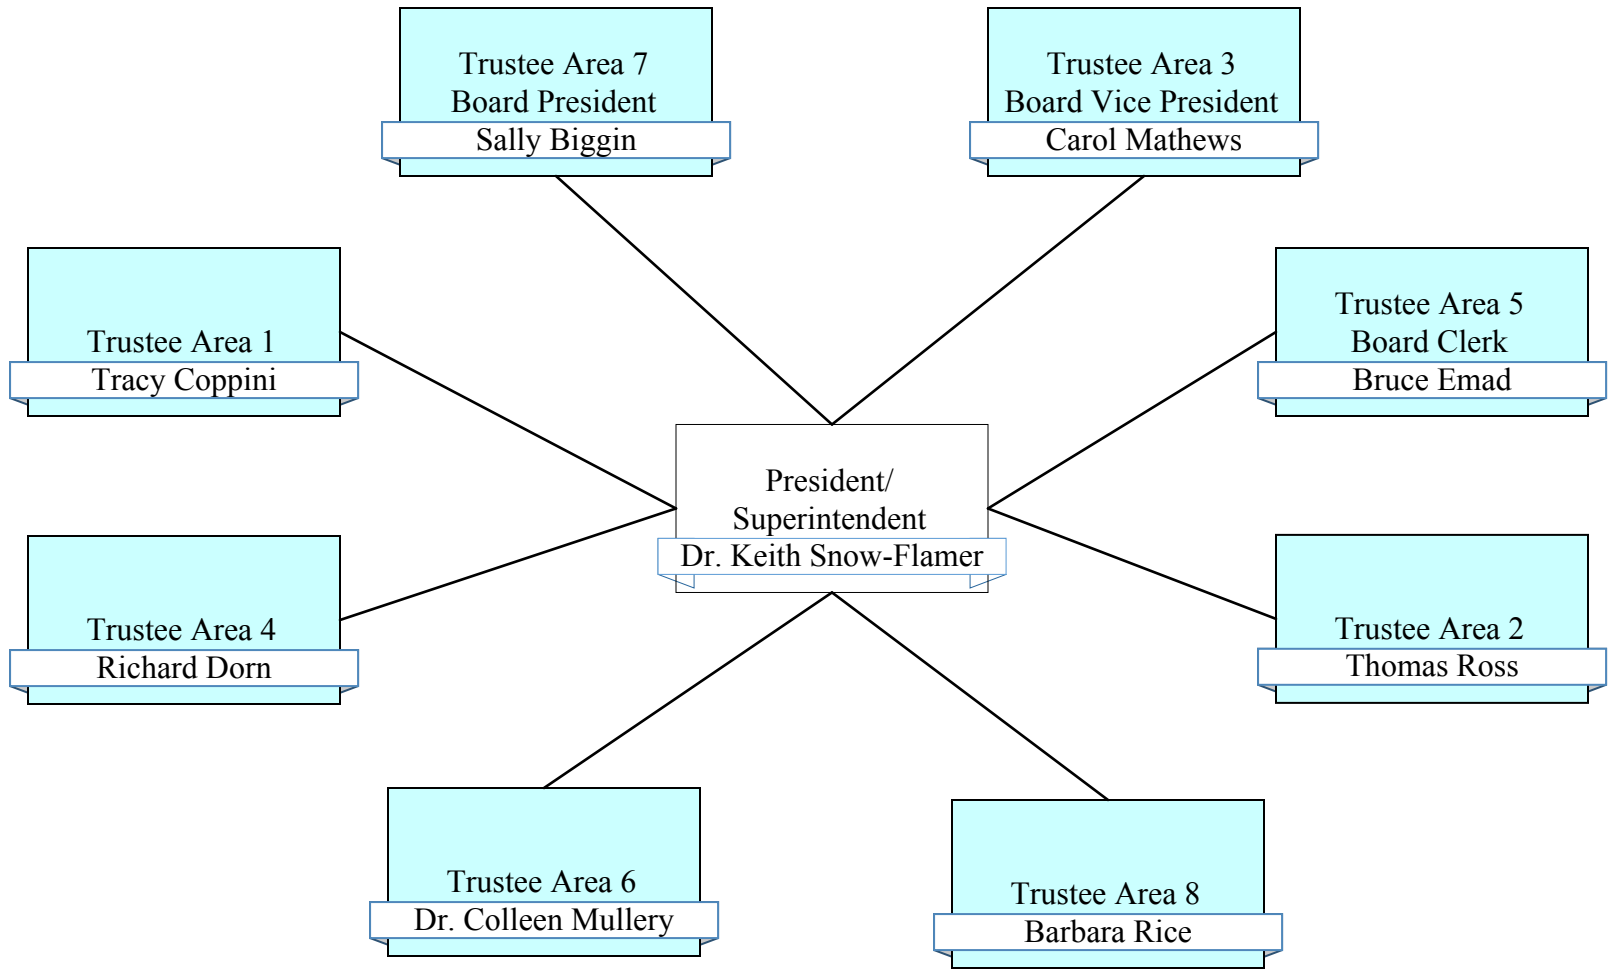 Trustee Area 7
Board President
Sally Biggin
Trustee Area 3
Board Vice President
Carol Mathews
Trustee Area 1
Tracy Coppini
Trustee Area 5
Board Clerk
Bruce Emad
President/
Superintendent
Dr. Keith Snow-Flamer
Trustee Area 4
Richard Dorn
Trustee Area 2
Thomas Ross
Trustee Area 6
Dr. Colleen Mullery
Trustee Area 8
Barbara Rice